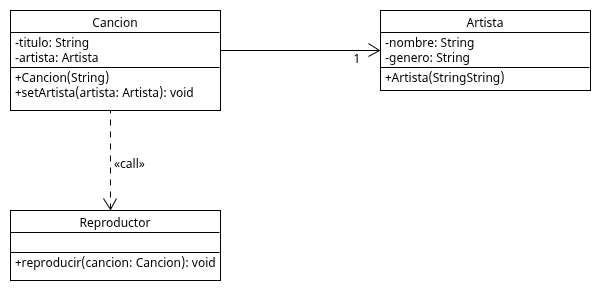 Cancion
-titulo: String
-artista: Artista
+Cancion(String)
+setArtista(artista: Artista): void
Artista
-nombre: String
-genero: String
+Artista(StringString)
1
«call»
Reproductor
+reproducir(cancion: Cancion): void